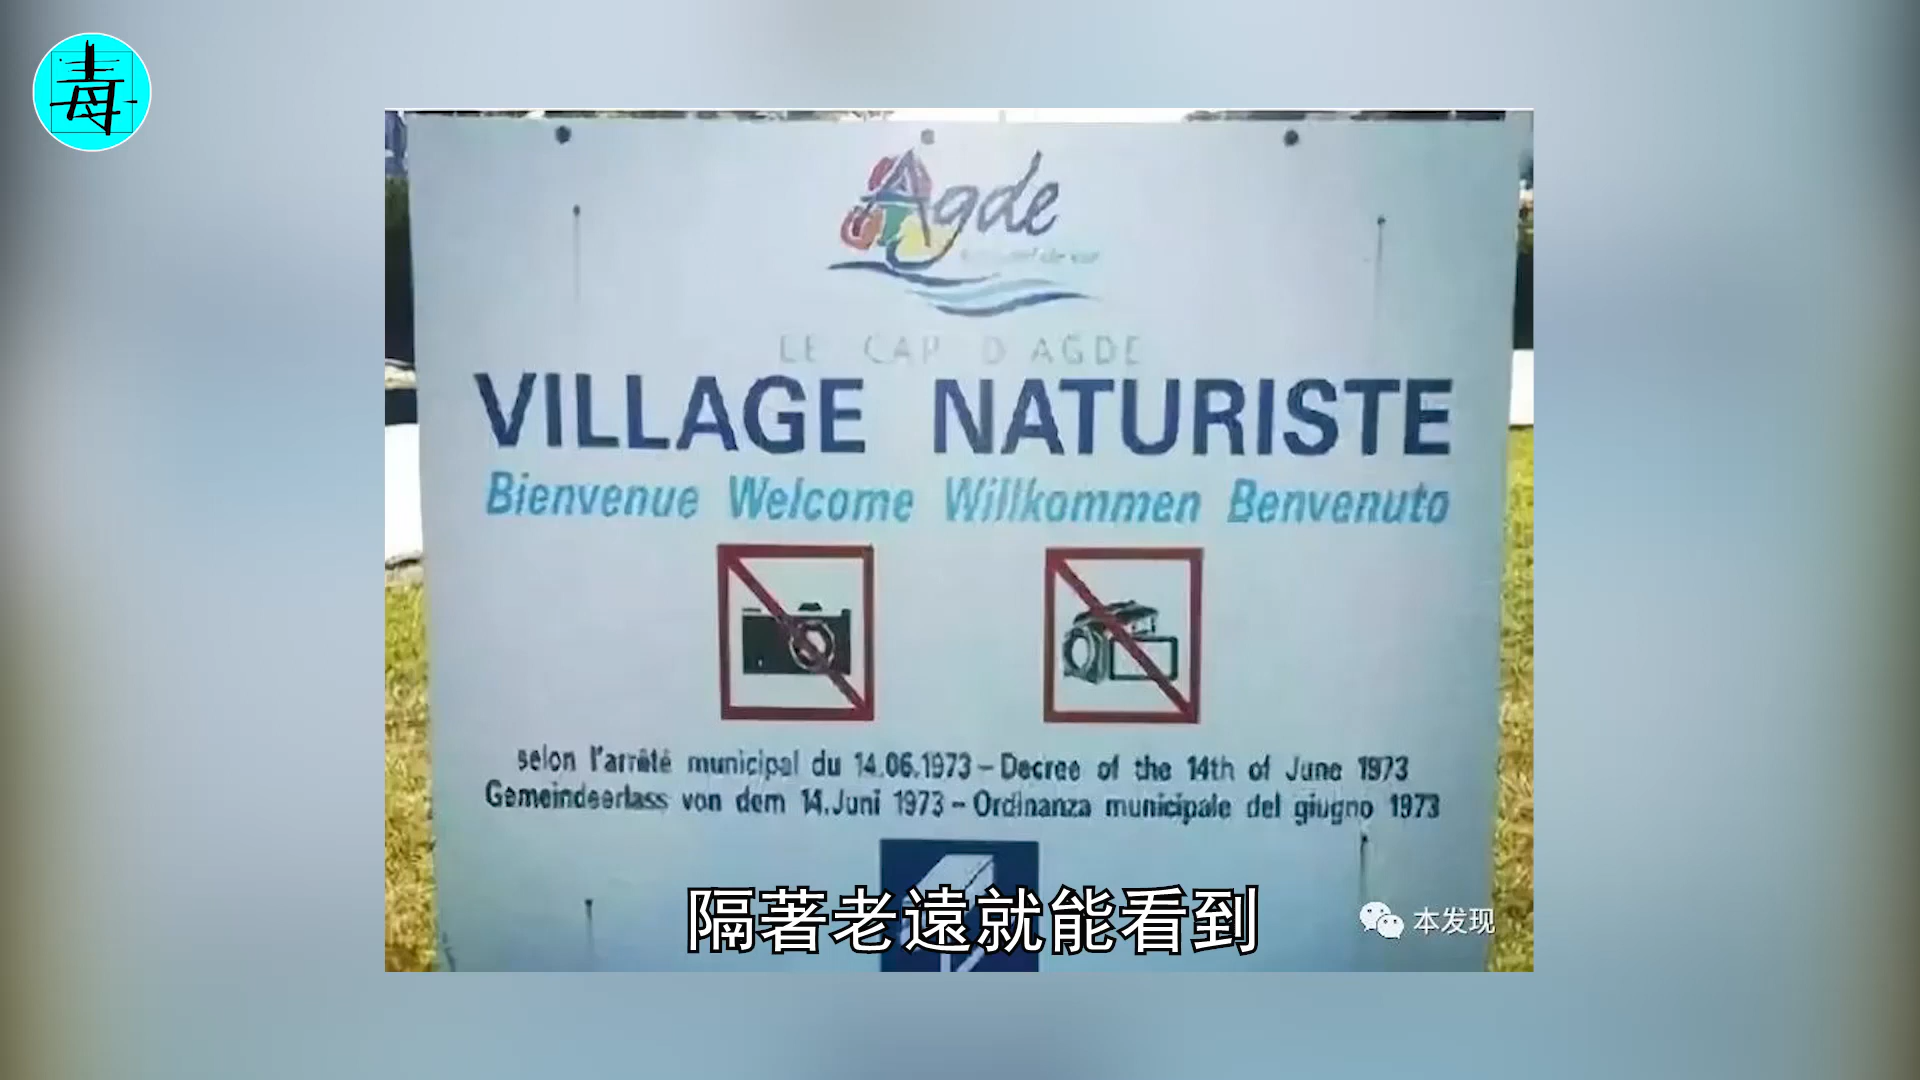 毒
Agde
LE CAP D'AGDE
VILLAGE NATURISTE
Bienvenue Welcome Willkommen Benvenuto
selon l'arrêté municipal du 14.06.1973 - Decree of the 14th of June 1973
Gemeindeerlass von dem 14.Juni 1973 - Ordinanza municipale del giugno 1973
隔著老遠就能看到
本发现